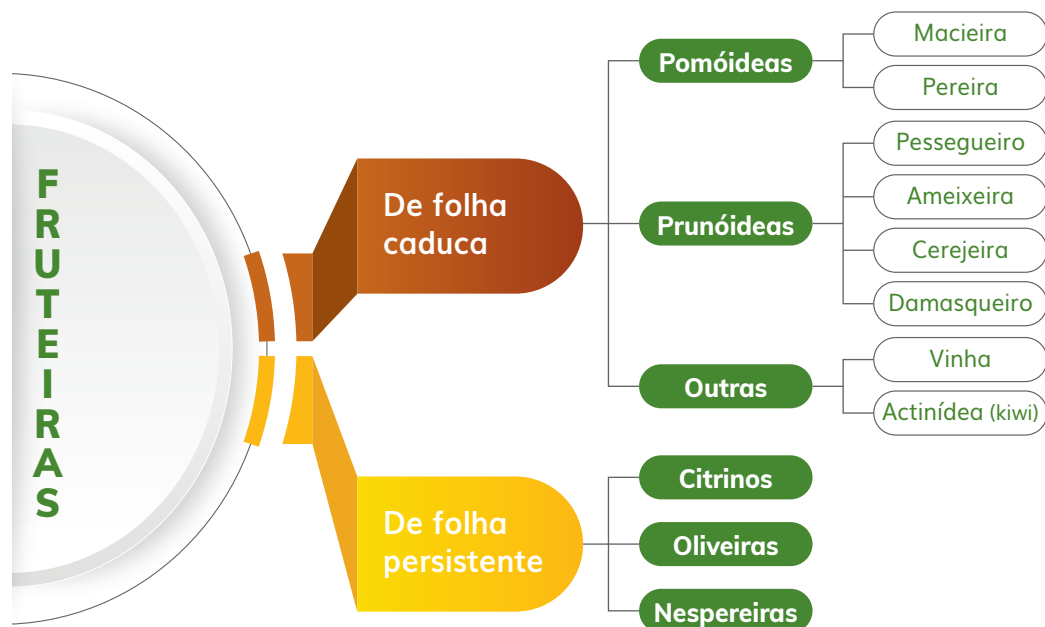 FRUTEIRAS
De folha
caduca
Pomóideas
Macieira
Pereira
Prunóideas
Pessegueiro
Ameixeira
Cerejeira
Damasqueiro
Outras
Vinha
Actinídea (kiwi)
De folha
persistente
Citrinos
Oliveiras
Nespereiras